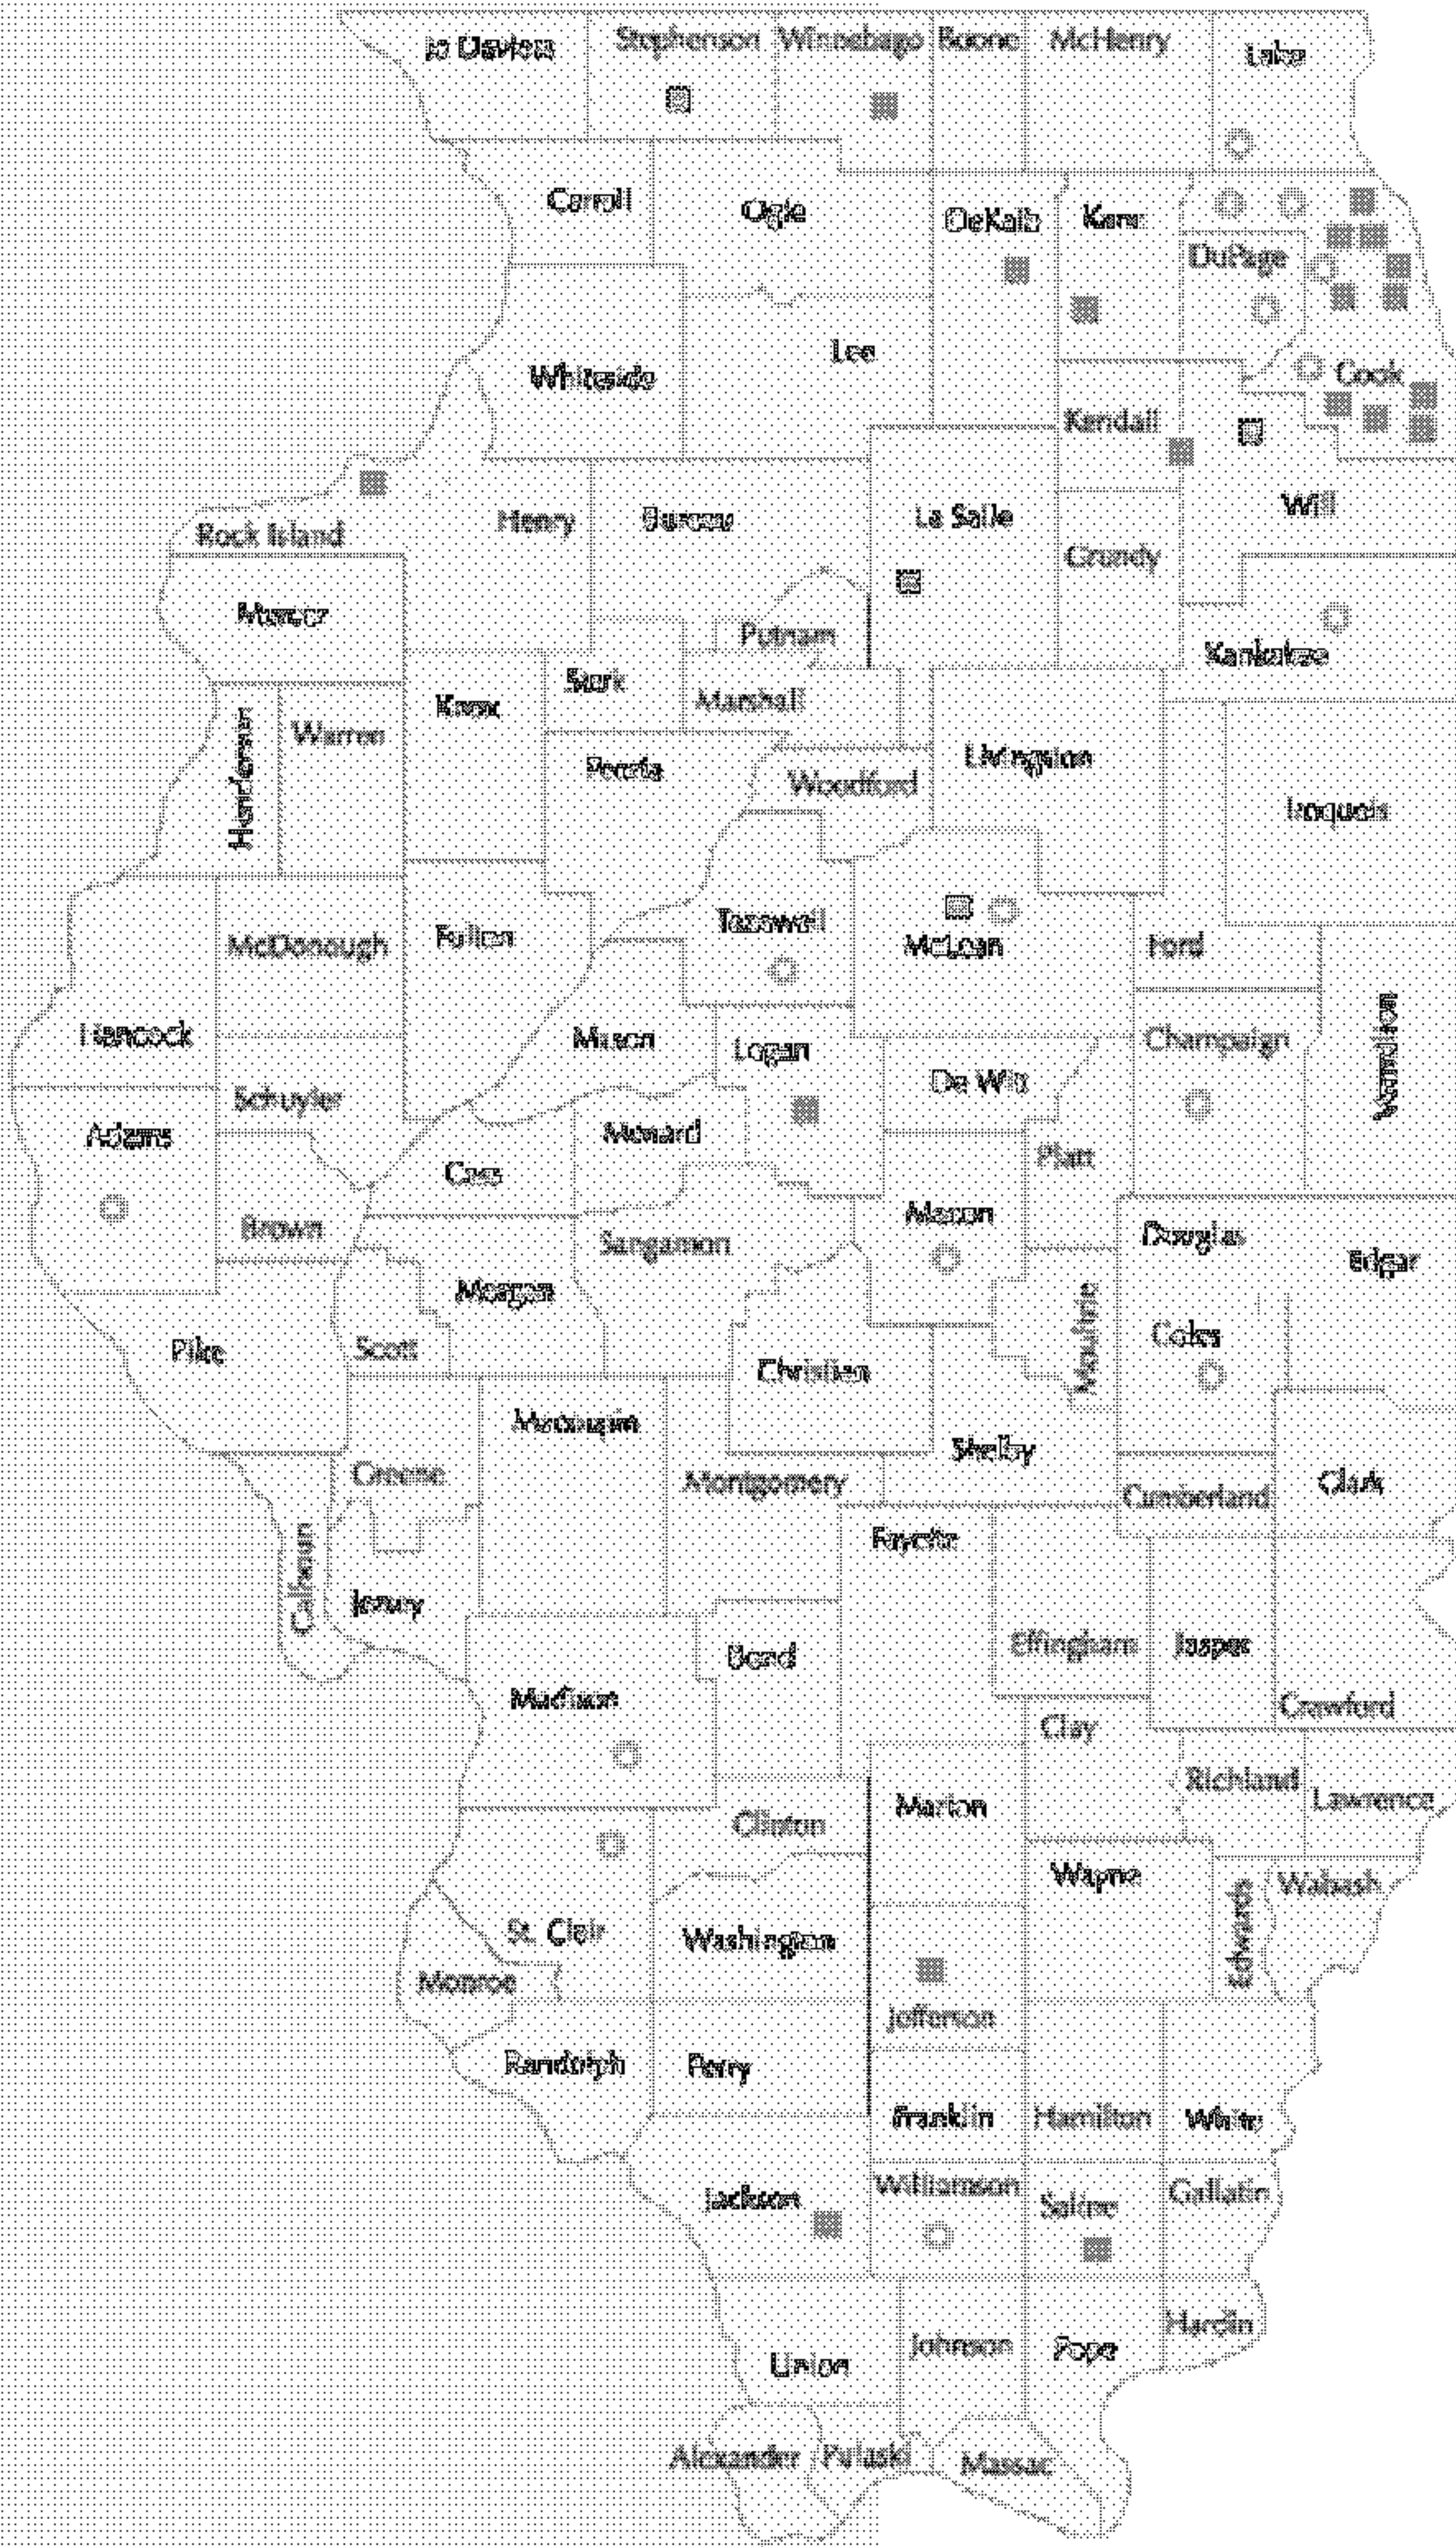 Jo Daviess
Stephenson
Winnebago
Boone
McHenry
Lake
Carroll
Ogle
DeKalb
Kane
DuPage
Cook
Whiteside
Lee
Kendall
Will
Rock Island
Henry
Bureau
La Salle
Grundy
Mercer
Putnam
Kankakee
Henderson
Warren
Knox
Stark
Marshall
Peoria
Woodford
Livingston
Iroquois
McDonough
Fulton
Tazewell
McLean
Ford
Hancock
Mason
Logan
Champaign
Vermilion
Schuyler
De Witt
Adams
Menard
Piatt
Cass
Brown
Sangamon
Macon
Douglas
Edgar
Morgan
Moultrie
Pike
Scott
Christian
Coles
Macoupin
Shelby
Greene
Montgomery
Cumberland
Clark
Calhoun
Fayette
Jersey
Bond
Effingham
Jasper
Madison
Crawford
Clay
Richland
Lawrence
Clinton
Marion
Wayne
Edwards
Wabash
St. Clair
Washington
Monroe
Jefferson
Randolph
Perry
Franklin
Hamilton
White
Jackson
Williamson
Saline
Gallatin
Union
Johnson
Pope
Hardin
Alexander
Pulaski
Massac